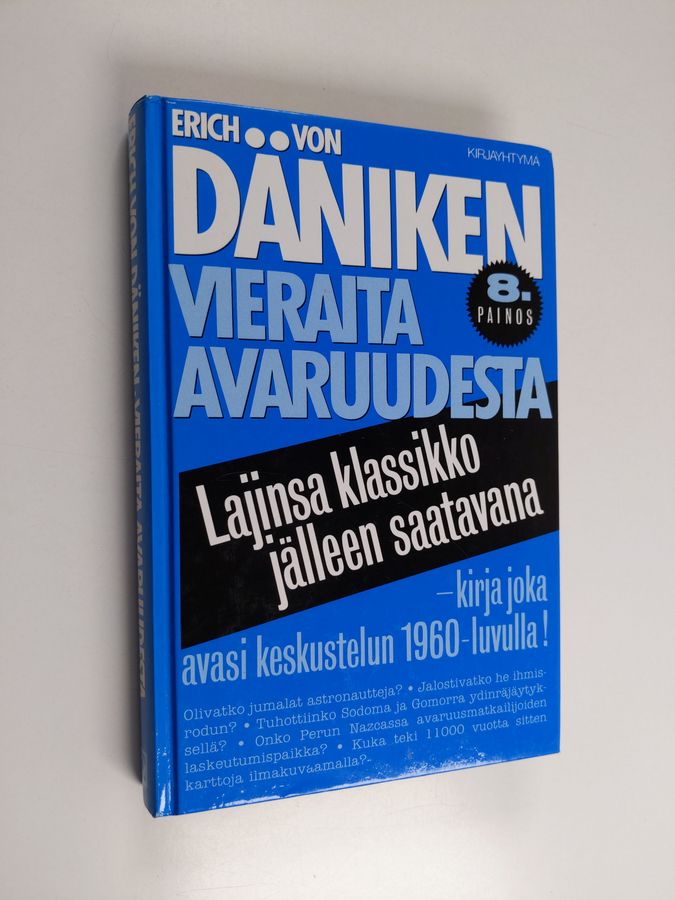 ERICH VON DÄNIKEN VIERAITA AVARUUDESTA
ERICH VON
KIRJAYHTYMÄ
DÄNIKEN
VIERAITA
8.
PAINOS
AVARUUDESTA
Lajinsa klassikko
jälleen saatavana
– kirja joka
avasi keskustelun 1960-luvulla!
Olivatko jumalat astronautteja? • Jalostivatko he ihmis-
rodun? • Tuhottiinko Sodoma ja Gomorra ydinräjäytyk-
sellä? • Onko Perun Nazcassa avaruusmatkailijoiden
laskeutumispaikka? • Kuka teki 11000 vuotta sitten
karttoja ilmakuvaamalla?-